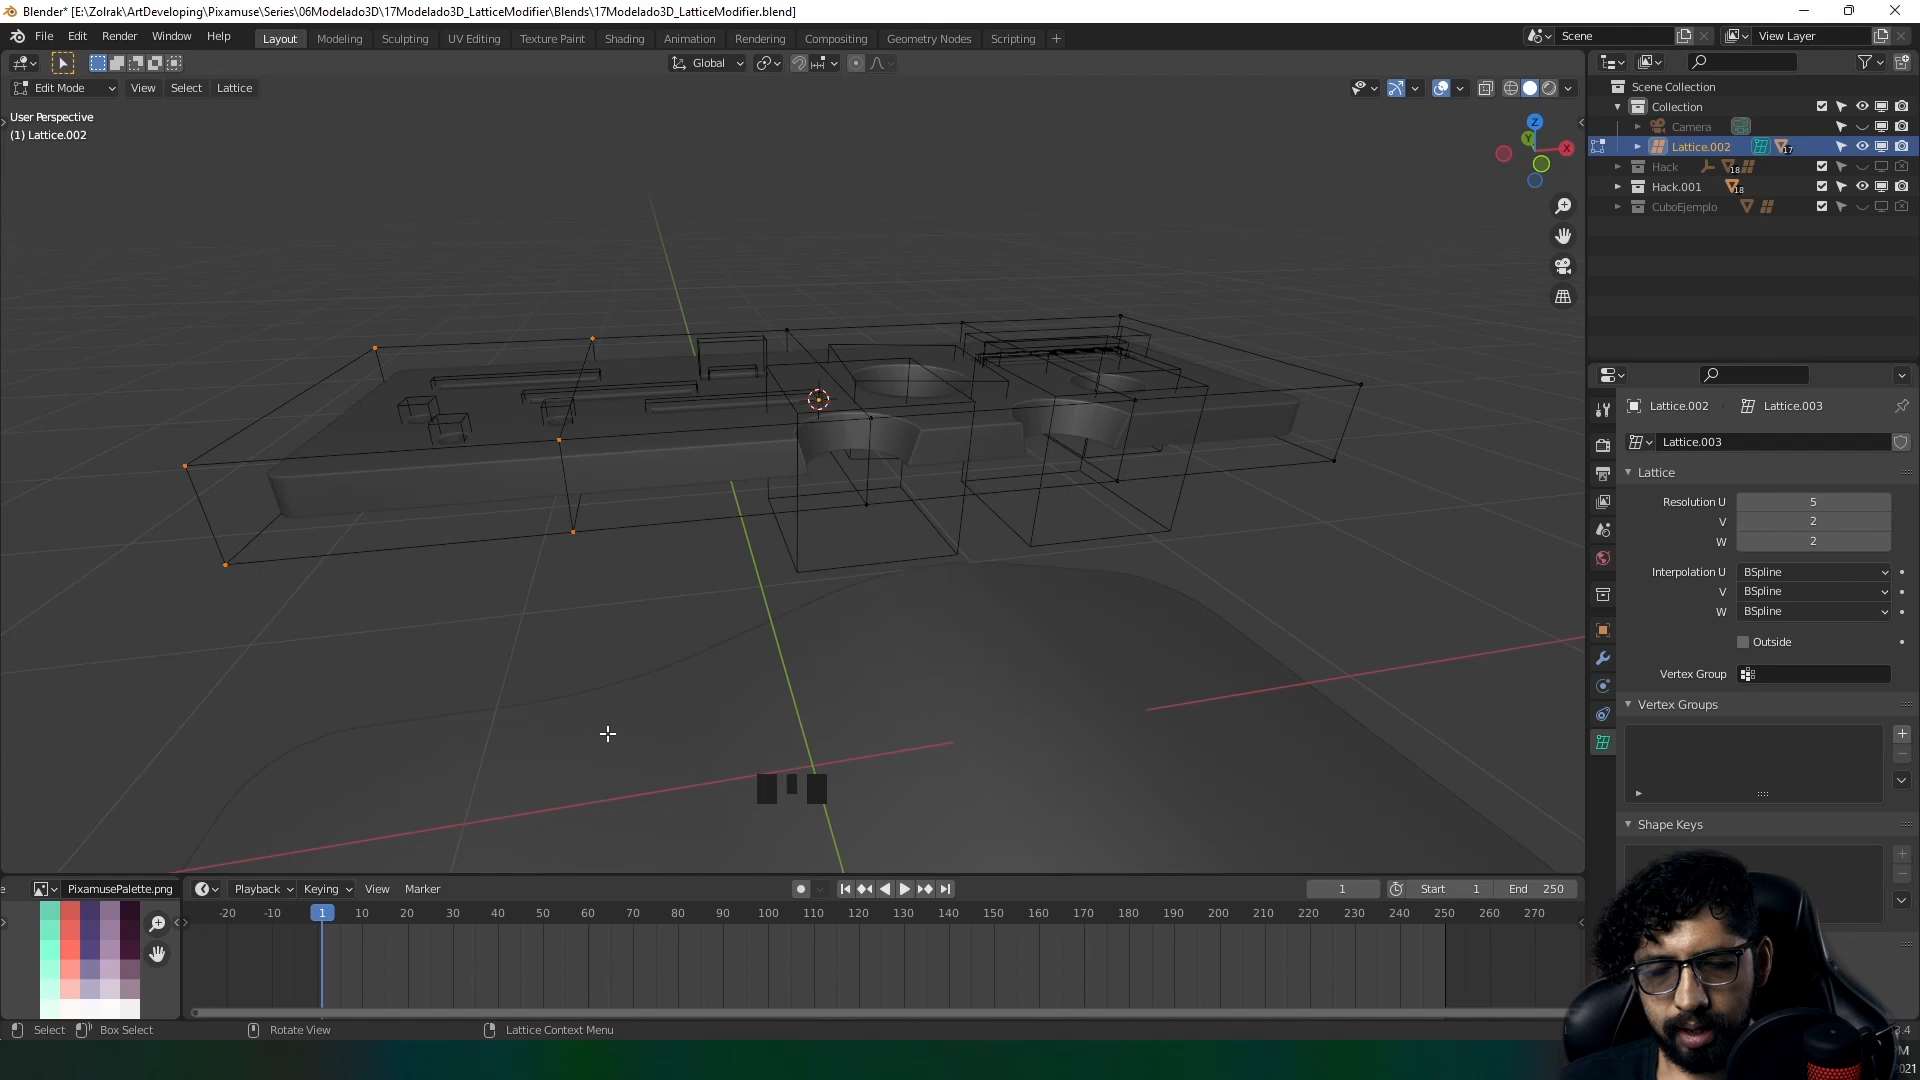 Blender* [E:\Zolrak\ArtDeveloping\Pixamuse\Series\06Modelado3D\17Modelado3D_LatticeModifier\Blends\17Modelado3D_LatticeModifier.blend]
File Edit Render Window Help Layout Modeling Sculpting UV Editing Texture Paint Shading Animation Rendering Compositing Geometry Nodes Scripting + Scene View Layer
Global
Edit Mode View Select Lattice
User Perspective
(1) Lattice.002
Z
Y
X
Scene Collection
Collection
Camera
Lattice.002 17
Hack 18
Hack.001 18
CuboEjemplo
Lattice.002 Lattice.003
Lattice.003
Lattice
Resolution U 5
V 2
W 2
Interpolation U BSpline
V BSpline
W BSpline
Outside
Vertex Group
Vertex Groups
Shape Keys
PixamusePalette.png Playback Keying View Marker 1 Start 1 End 250
-20 -10 1 10 20 30 40 50 60 70 80 90 100 110 120 130 140 150 160 170 180 190 200 210 220 230 240 250 260 270
Select Box Select Rotate View Lattice Context Menu